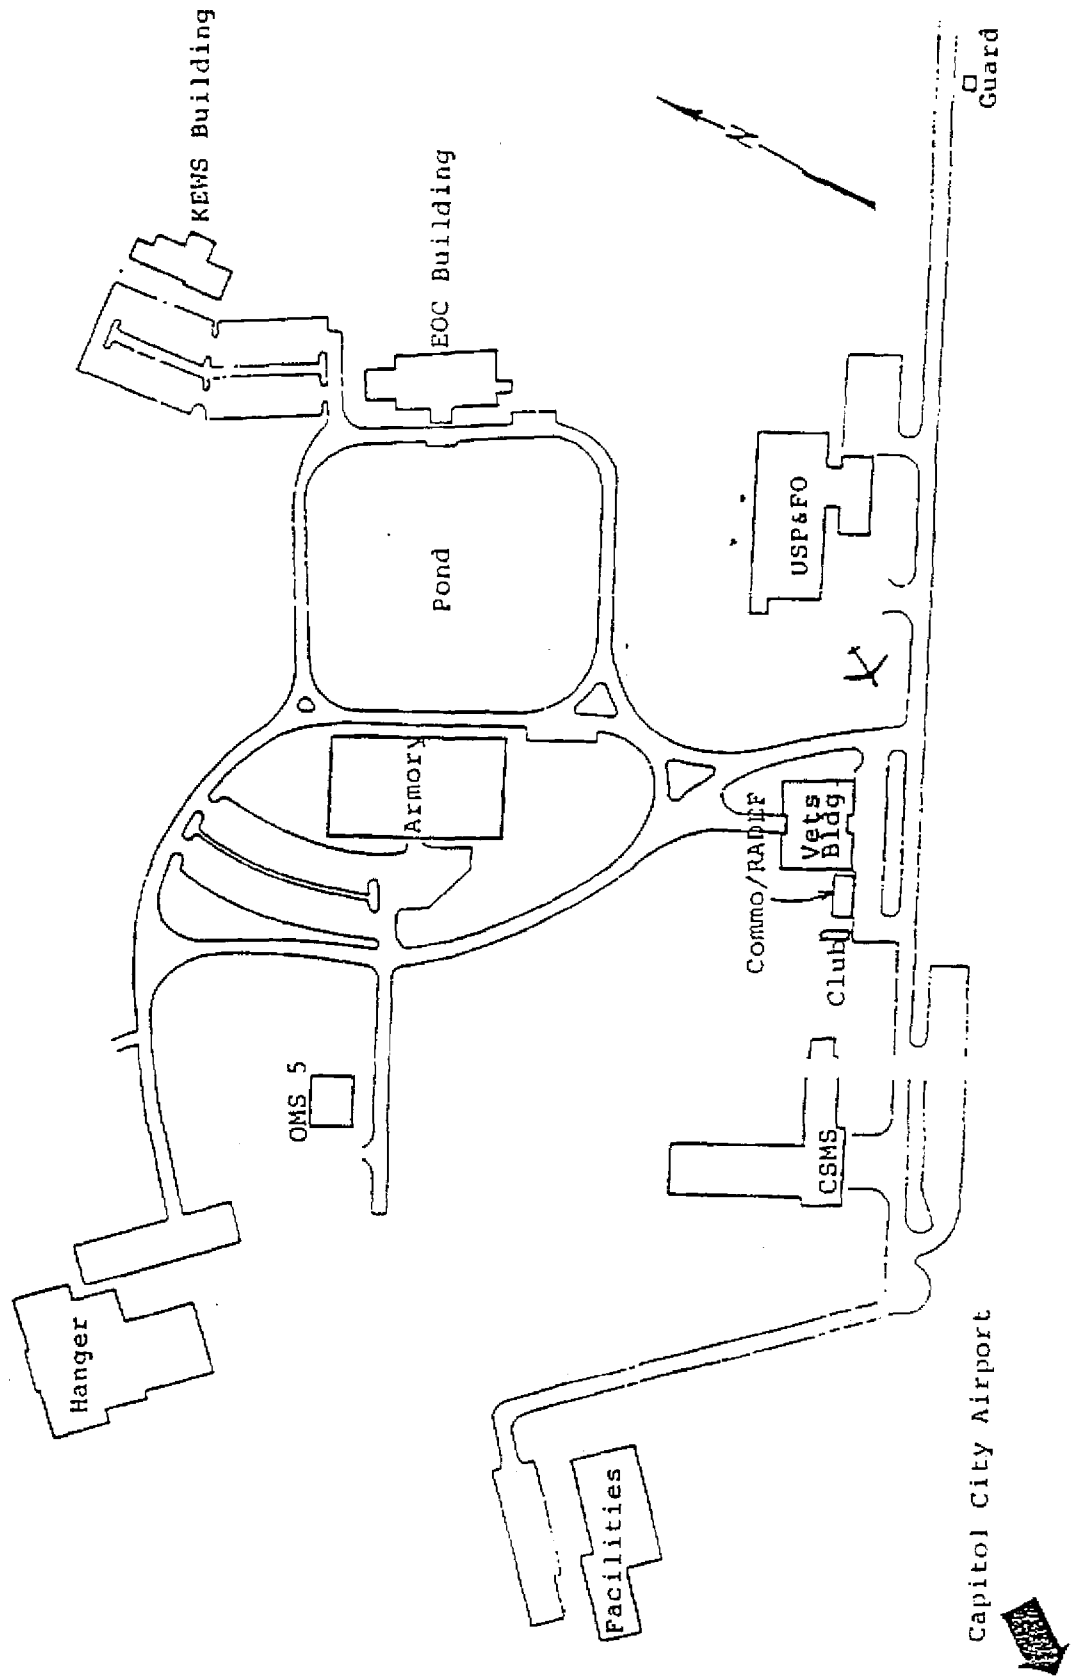 Hanger
KEWS Building
OMS 5
Armory
Pond
EOC Building
Facilities
CSMS
Club
Commo/RADEF
Vets
Bldg
USP&FO
N
K
Capitol City Airport
Guard